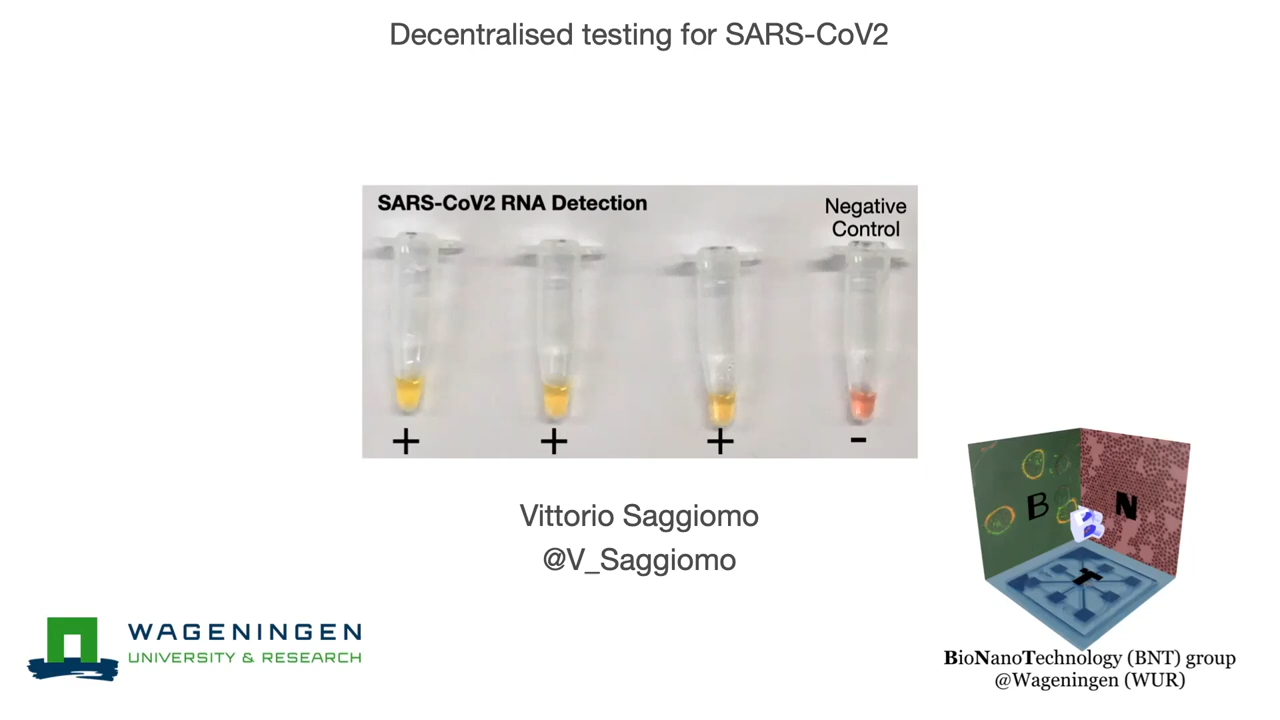 Decentralised testing for SARS-CoV2
SARS-CoV2 RNA Detection
Negative
Control
+
+
+
-
Vittorio Saggiomo
@V_Saggiomo
B
N
T
WAGENINGEN
UNIVERSITY & RESEARCH
BioNanoTechnology (BNT) group
@Wageningen (WUR)